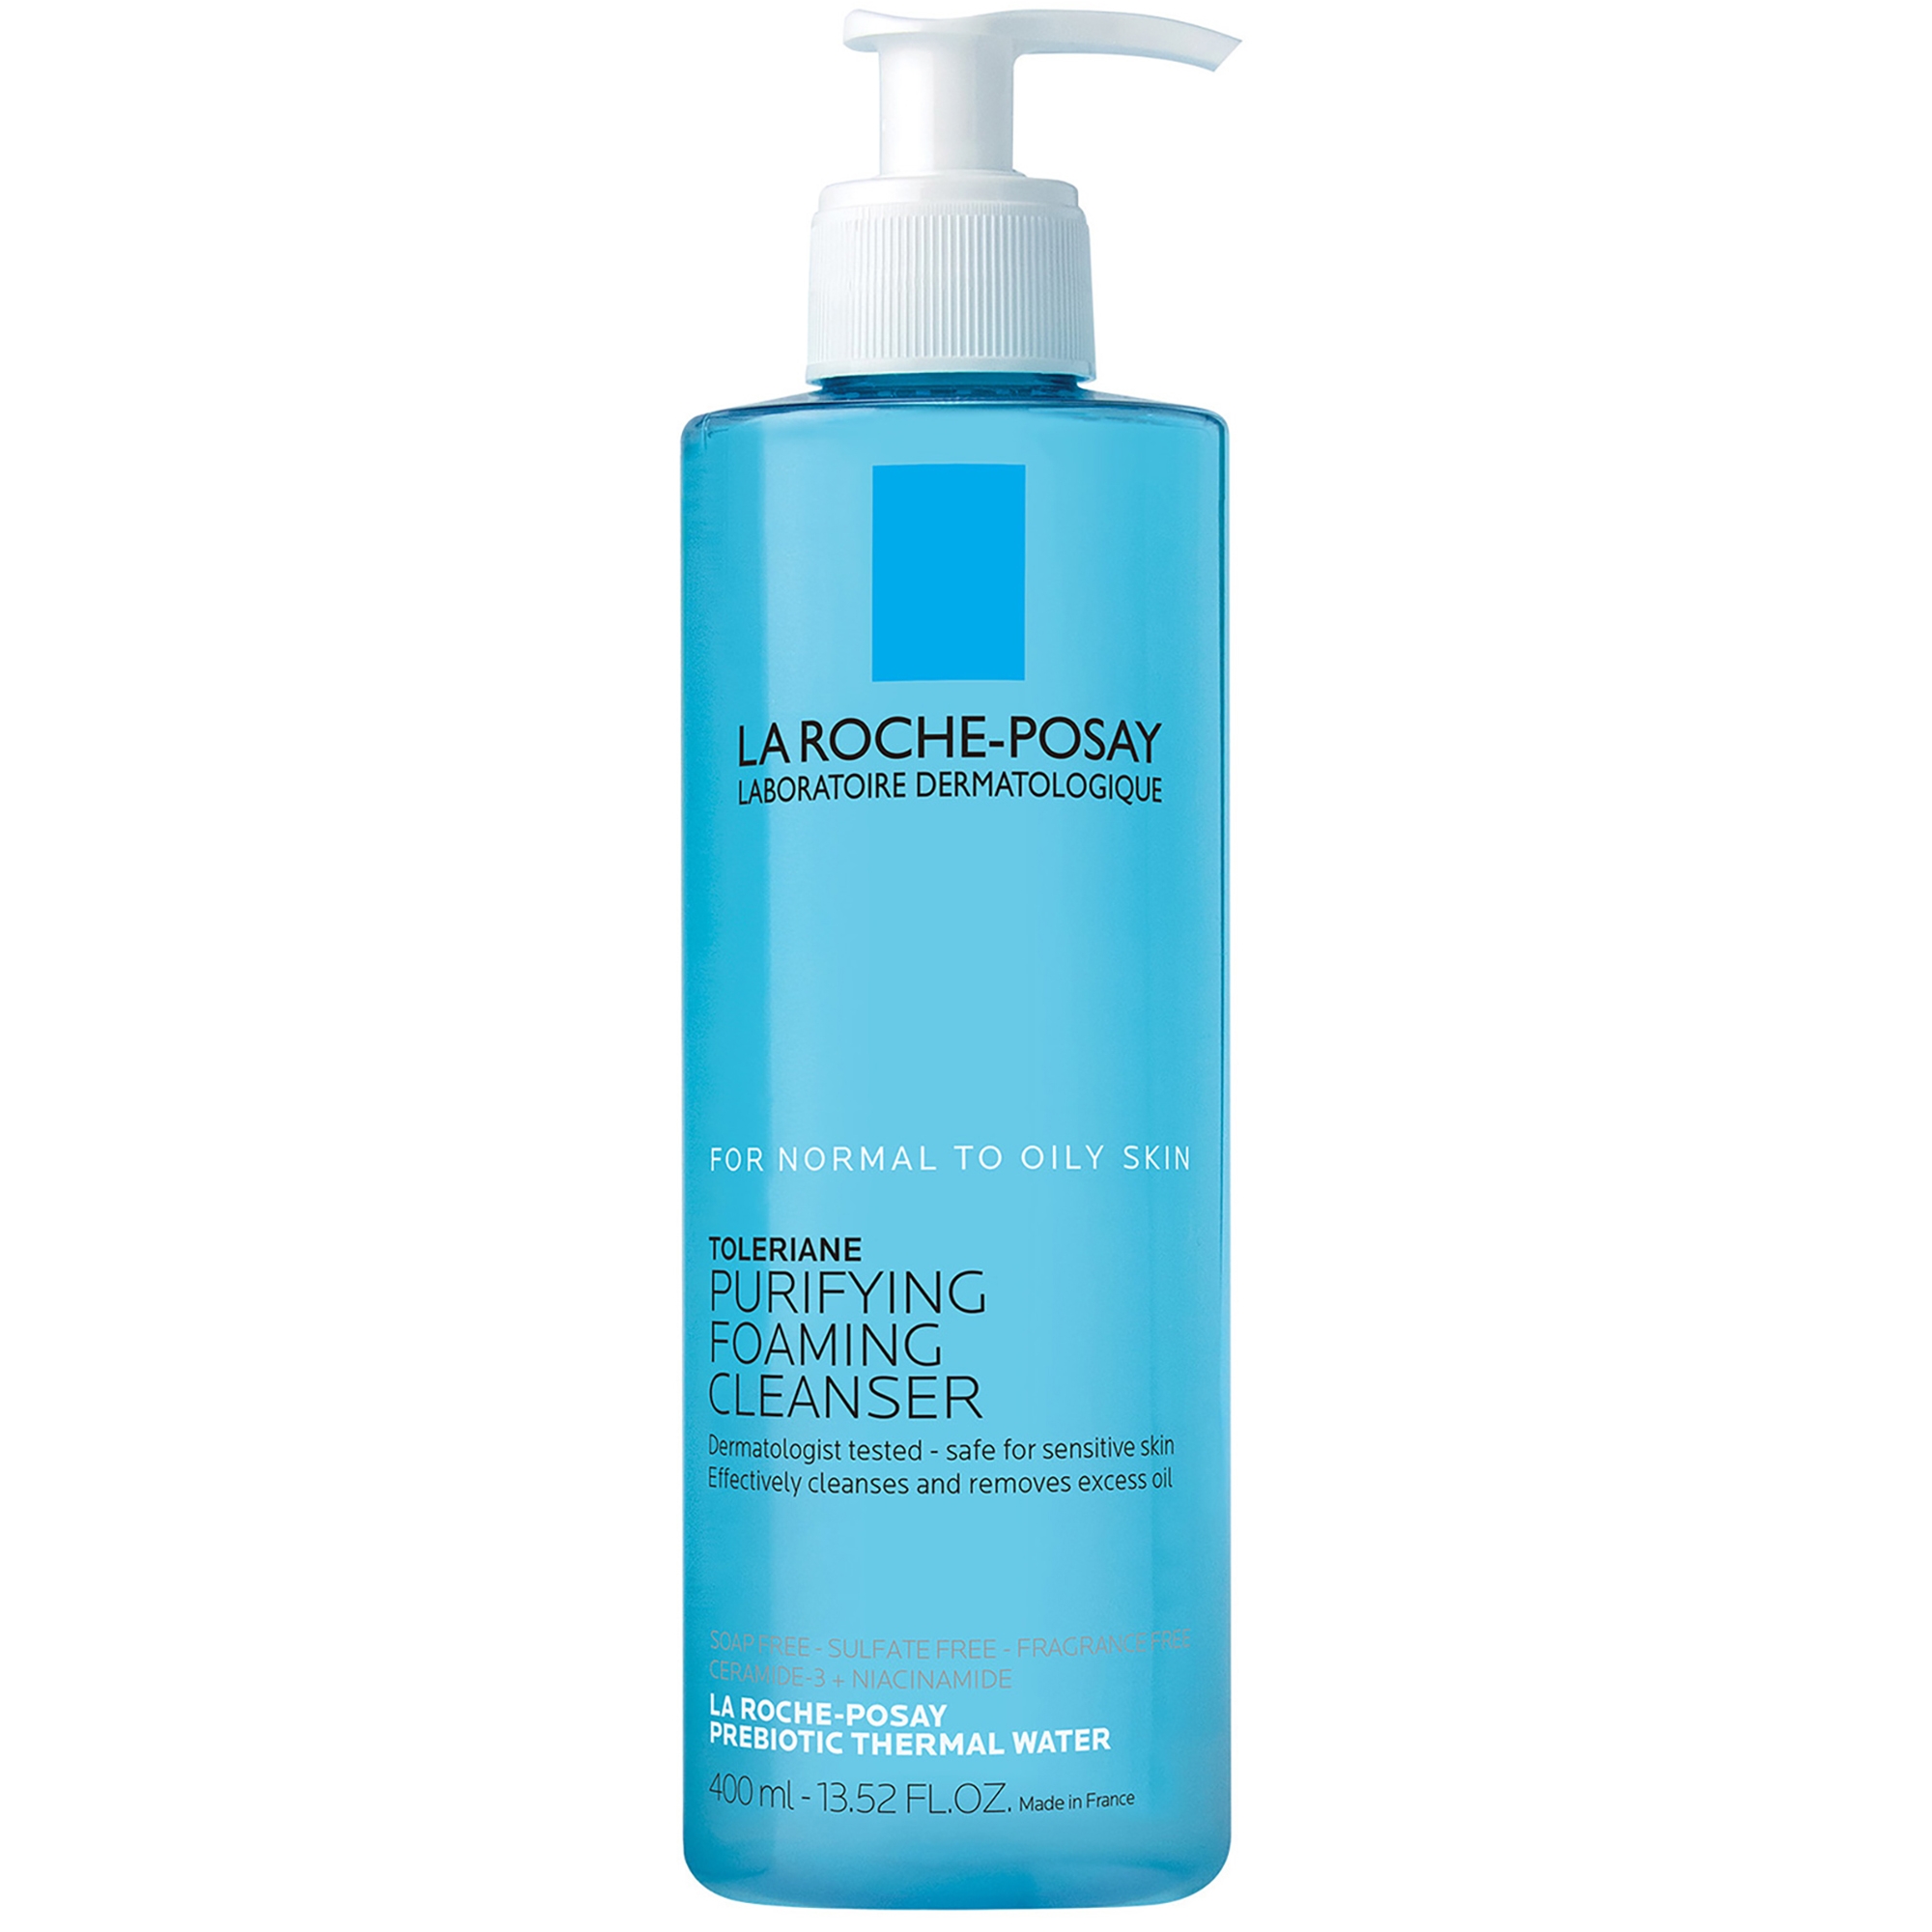 LA ROCHE-POSAY
LABORATOIRE DERMATOLOGIQUE
FOR NORMAL TO OILY SKIN
TOLERIANE
PURIFYING
FOAMING
CLEANSER
Dermatologist tested - safe for sensitive skin
Effectively cleanses and removes excess oil
SOAP FREE - SULFATE FREE - FRAGRANCE FREE
CERAMIDE-3 + NIACINAMIDE
LA ROCHE-POSAY
PREBIOTIC THERMAL WATER
400 ml - 13.52 FL.OZ. Made in France